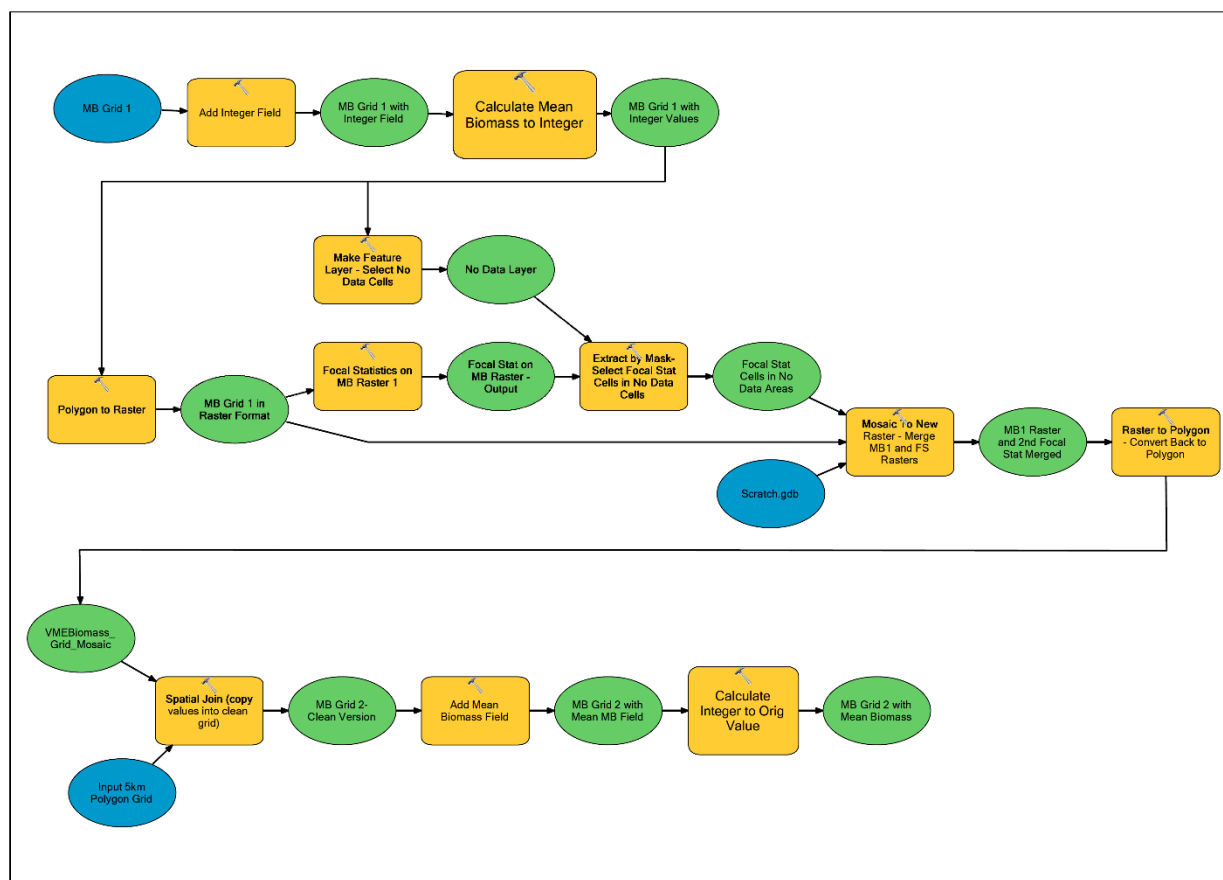 MB Grid 1
Add Integer Field
MB Grid 1 with
Integer Field
Calculate Mean
Biomass to Integer
MB Grid 1 with
Integer Values
Make Feature
Layer - Select No
Data Cells
No Data Layer
Polygon to Raster
MB Grid 1 in
Raster Format
Focal Statistics on
MB Raster 1
Focal Stat on
MB Raster -
Output
Extract by Mask-
Select Focal Stat
Cells in No Data
Cells
Focal Stat
Cells in No
Data Areas
Mosaic To New
Raster - Merge
MB1 and FS
Rasters
Scratch.gdb
MB1 Raster
and 2nd Focal
Stat Merged
Raster to Polygon
- Convert Back to
Polygon
VMEBiomass_
Grid_Mosaic
Spatial Join (copy
values into clean
grid)
Input 5km
Polygon Grid
MB Grid 2-
Clean Version
Add Mean
Biomass Field
MB Grid 2 with
Mean MB Field
Calculate
Integer to Orig
Value
MB Grid 2 with
Mean Biomass